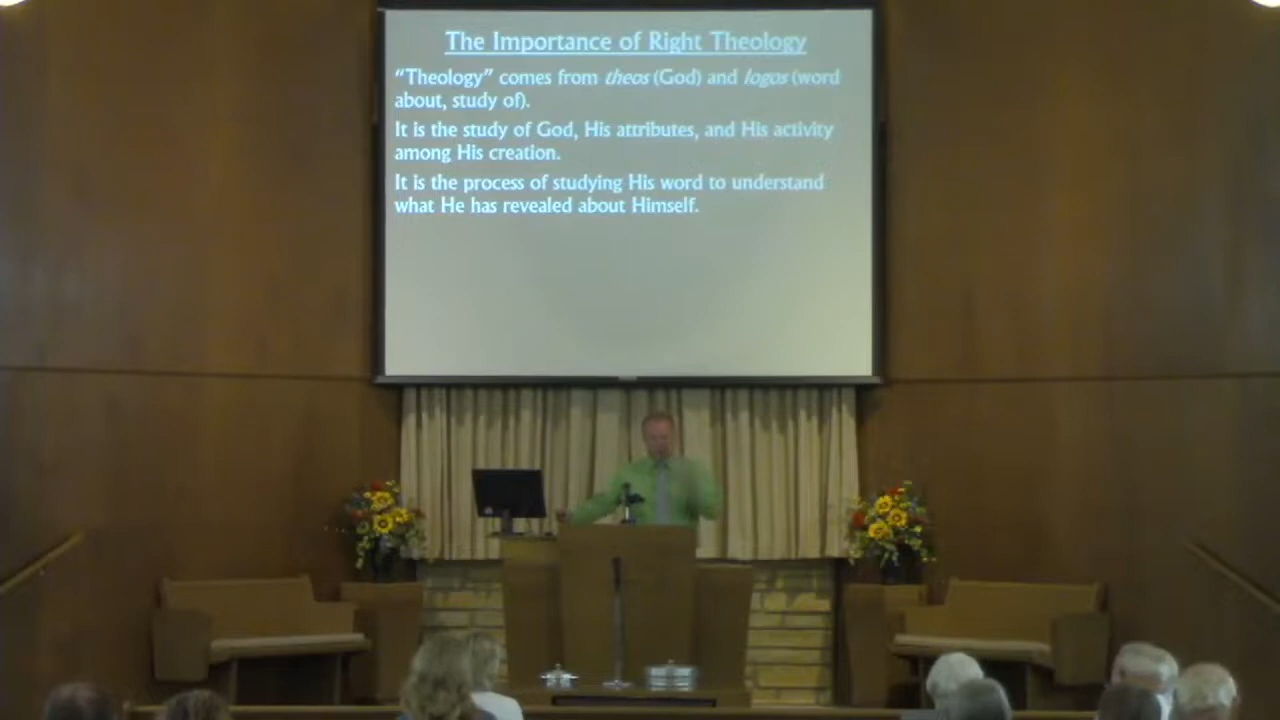 The Importance of Right Theology
“Theology” comes from theos (God) and logos (word
about, study of).
It is the study of God, His attributes, and His activity
among His creation.
It is the process of studying His word to understand
what He has revealed about Himself.